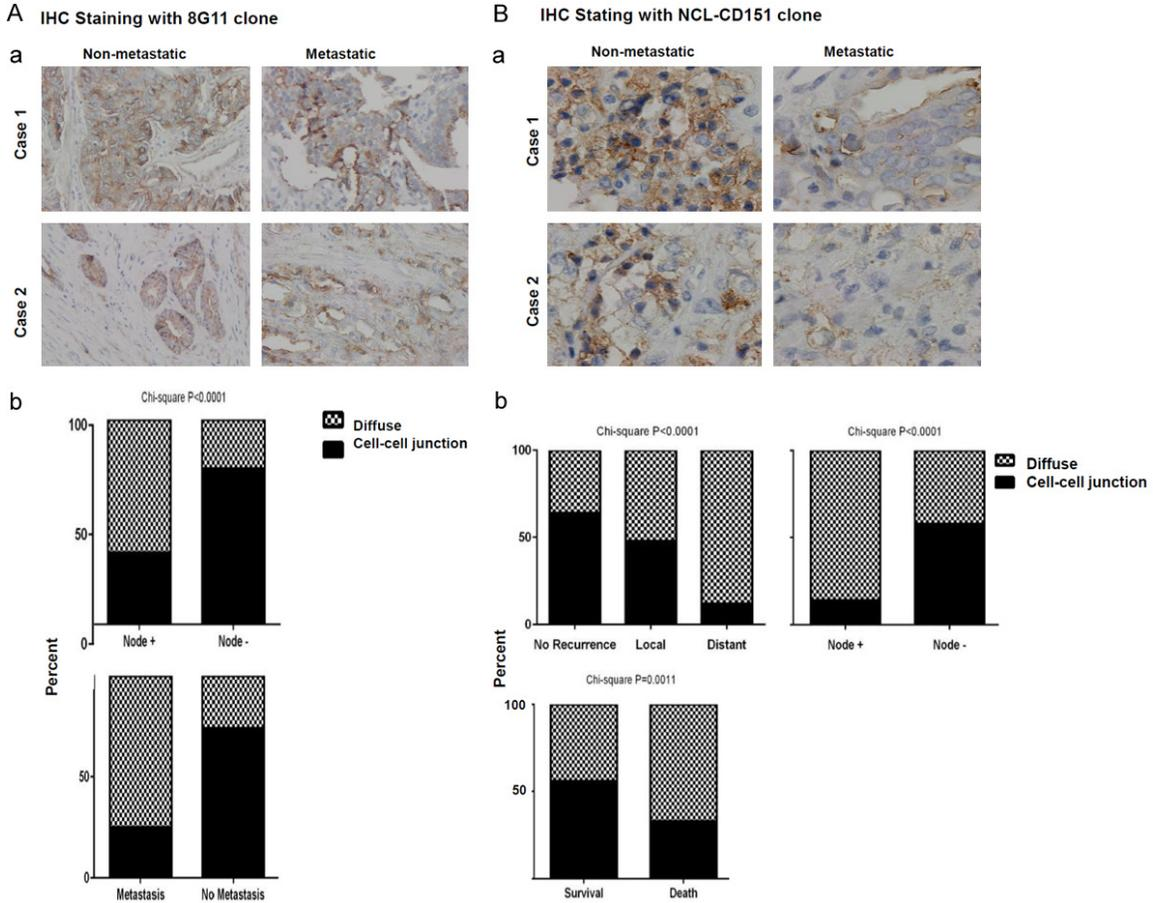 A IHC Staining with 8G11 clone
a
Non-metastatic Metastatic
Case 1
Case 2
b
Chi-square P<0.0001
Diffuse
Cell-cell junction
100
50
0
Node + Node -
Percent
50
0
Metastasis No Metastasis
B IHC Stating with NCL-CD151 clone
a
Non-metastatic Metastatic
Case 1
Case 2
b
Chi-square P<0.0001
100
50
0
No Recurrence Local Distant
Chi-square P<0.0001
Diffuse
Cell-cell junction
Node + Node -
Percent
Chi-square P=0.0011
100
50
Survival Death